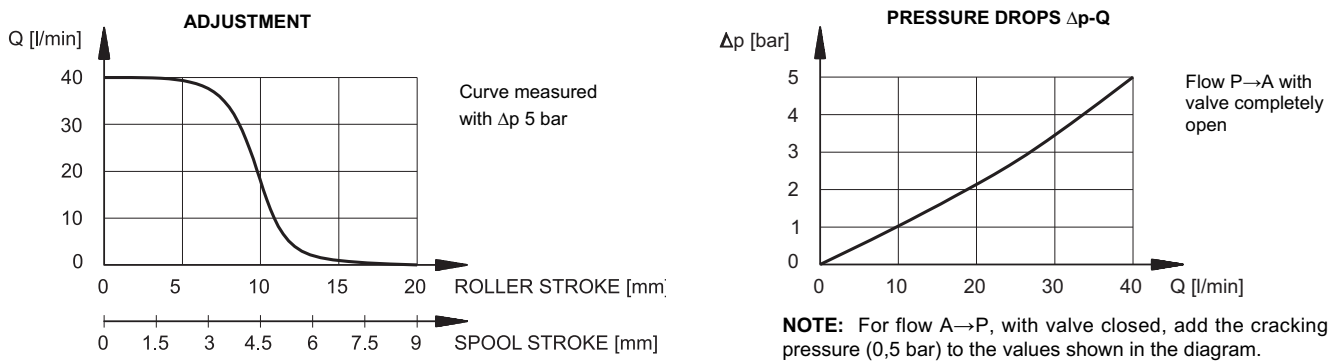 ADJUSTMENT
Q [l/min]
40
30
20
10
0
0 5 10 15 20 ROLLER STROKE [mm]
0 1.5 3 4.5 6 7.5 9 SPOOL STROKE [mm]
Curve measured
with Δp 5 bar
PRESSURE DROPS Δp-Q
Δp [bar]
5
4
3
2
1
0
0 10 20 30 40 Q [l/min]
Flow P→A with
valve completely
open
NOTE: For flow A→P, with valve closed, add the cracking
pressure (0,5 bar) to the values shown in the diagram.